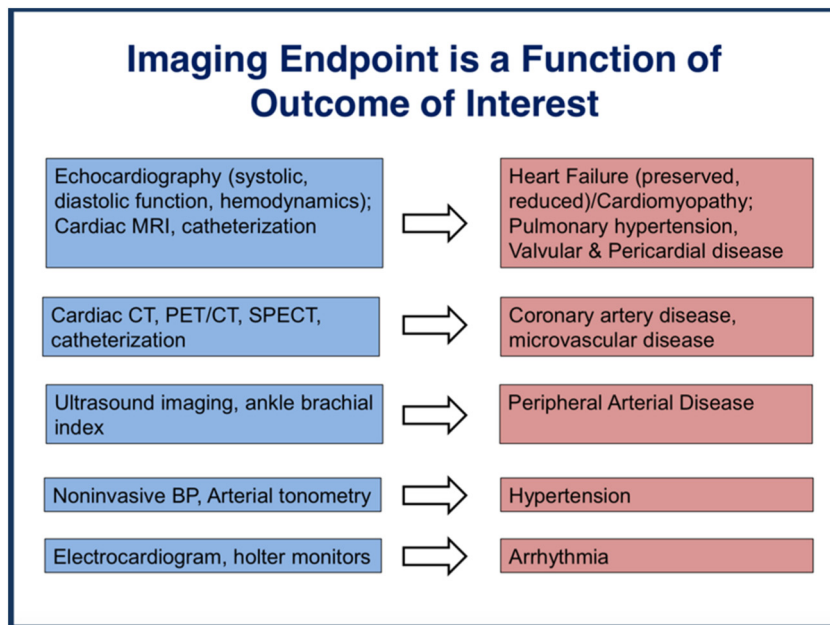 Imaging Endpoint is a Function of
Outcome of Interest
Echocardiography (systolic,
diastolic function, hemodynamics);
Cardiac MRI, catheterization
Heart Failure (preserved,
reduced)/Cardiomyopathy;
Pulmonary hypertension,
Valvular & Pericardial disease
Cardiac CT, PET/CT, SPECT,
catheterization
Coronary artery disease,
microvascular disease
Ultrasound imaging, ankle brachial
index
Peripheral Arterial Disease
Noninvasive BP, Arterial tonometry
Hypertension
Electrocardiogram, holter monitors
Arrhythmia